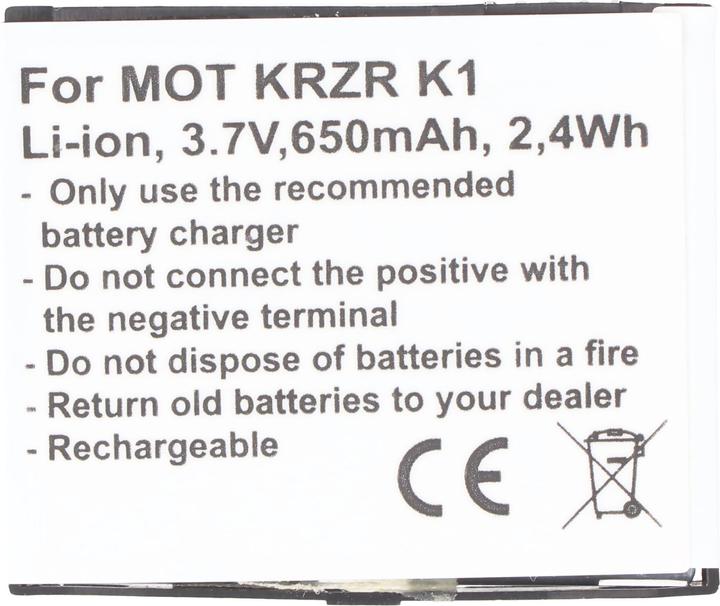 For MOT KRZR K1
Li-ion, 3.7V,650mAh, 2,4Wh
- Only use the recommended
battery charger
- Do not connect the positive with
the negative terminal
- Do not dispose of batteries in a fire
- Return old batteries to your dealer
- Rechargeable
CE